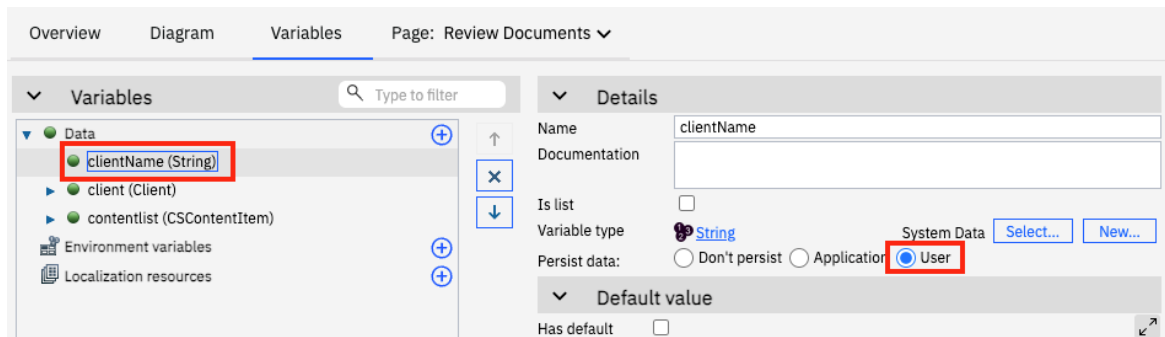 Overview Diagram Variables Page: Review Documents
Variables Type to filter
Data
clientName (String)
client (Client)
contentlist (CSContentItem)
Environment variables
Localization resources
Details
Name clientName
Documentation
Is list
Variable type String System Data Select... New...
Persist data: Don't persist Application User
Default value
Has default